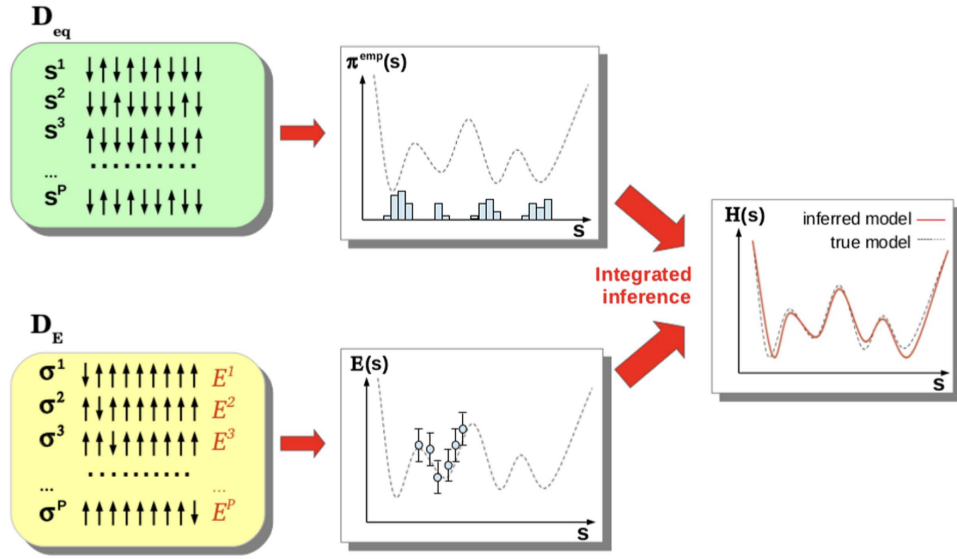 D_eq
s^1
s^2
s^3
...
s^P
π^emp(s)
s
D_E
σ^1 E^1
σ^2 E^2
σ^3 E^3
... ...
σ^P E^P
E(s)
s
Integrated
inference
H(s)
inferred model
true model
s